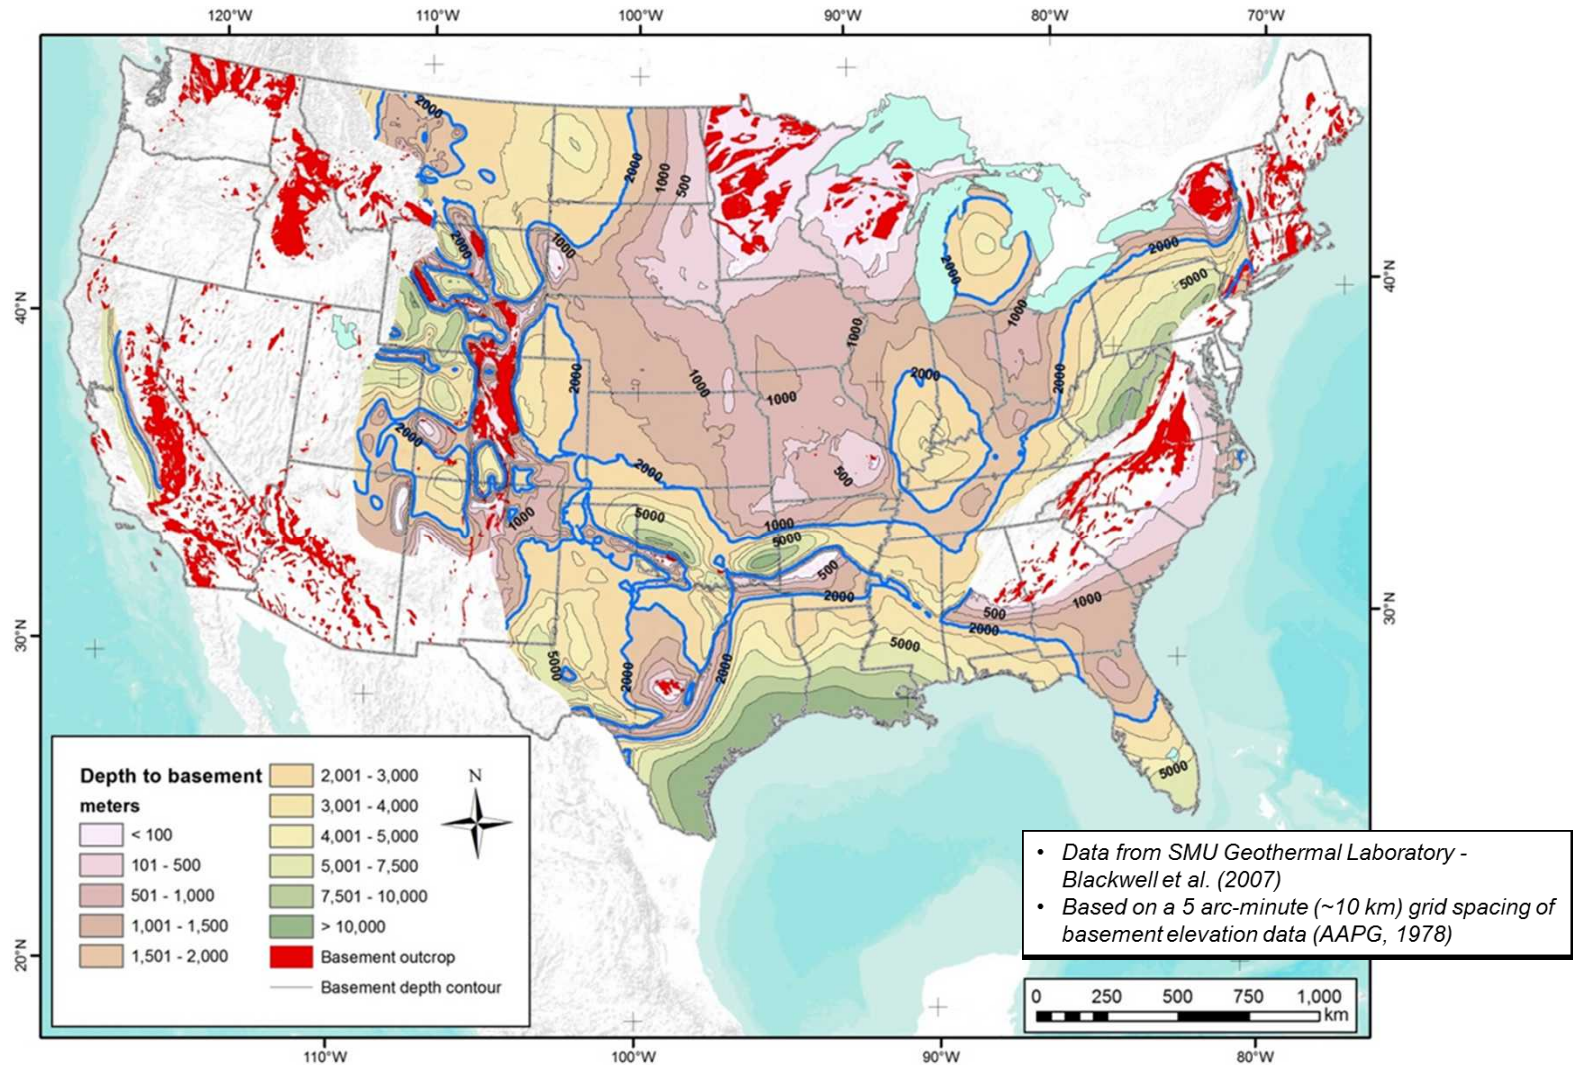 120°W
110°W
100°W
90°W
80°W
70°W
40°N
30°N
20°N
40°N
30°N
2000
2000
1000
500
2000
1000
2000
2000
5000
2000
1000
1000
2000
1000
2000
2000
1000
2000
500
2000
5000
1000
1000
5000
500
2000
500
1000
2000
5000
5000
2000
2000
5000
Depth to basement
meters
< 100
101 - 500
501 - 1,000
1,001 - 1,500
1,501 - 2,000
2,001 - 3,000
3,001 - 4,000
4,001 - 5,000
5,001 - 7,500
7,501 - 10,000
> 10,000
Basement outcrop
Basement depth contour
N
• Data from SMU Geothermal Laboratory -
Blackwell et al. (2007)
• Based on a 5 arc-minute (~10 km) grid spacing of
basement elevation data (AAPG, 1978)
0 250 500 750 1,000
km
110°W
100°W
90°W
80°W